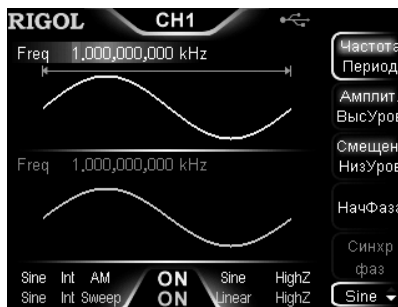 RIGOL CH1
Freq 1,000,000,000 kHz
Freq 1,000,000,000 kHz
Sine Int AM ON Sine HighZ
Sine Int Sweep ON Linear HighZ
Частота
Период
Амплит.
ВысУров
Смещен
НизУров
НачФаза
Синхр
фаз
Sine